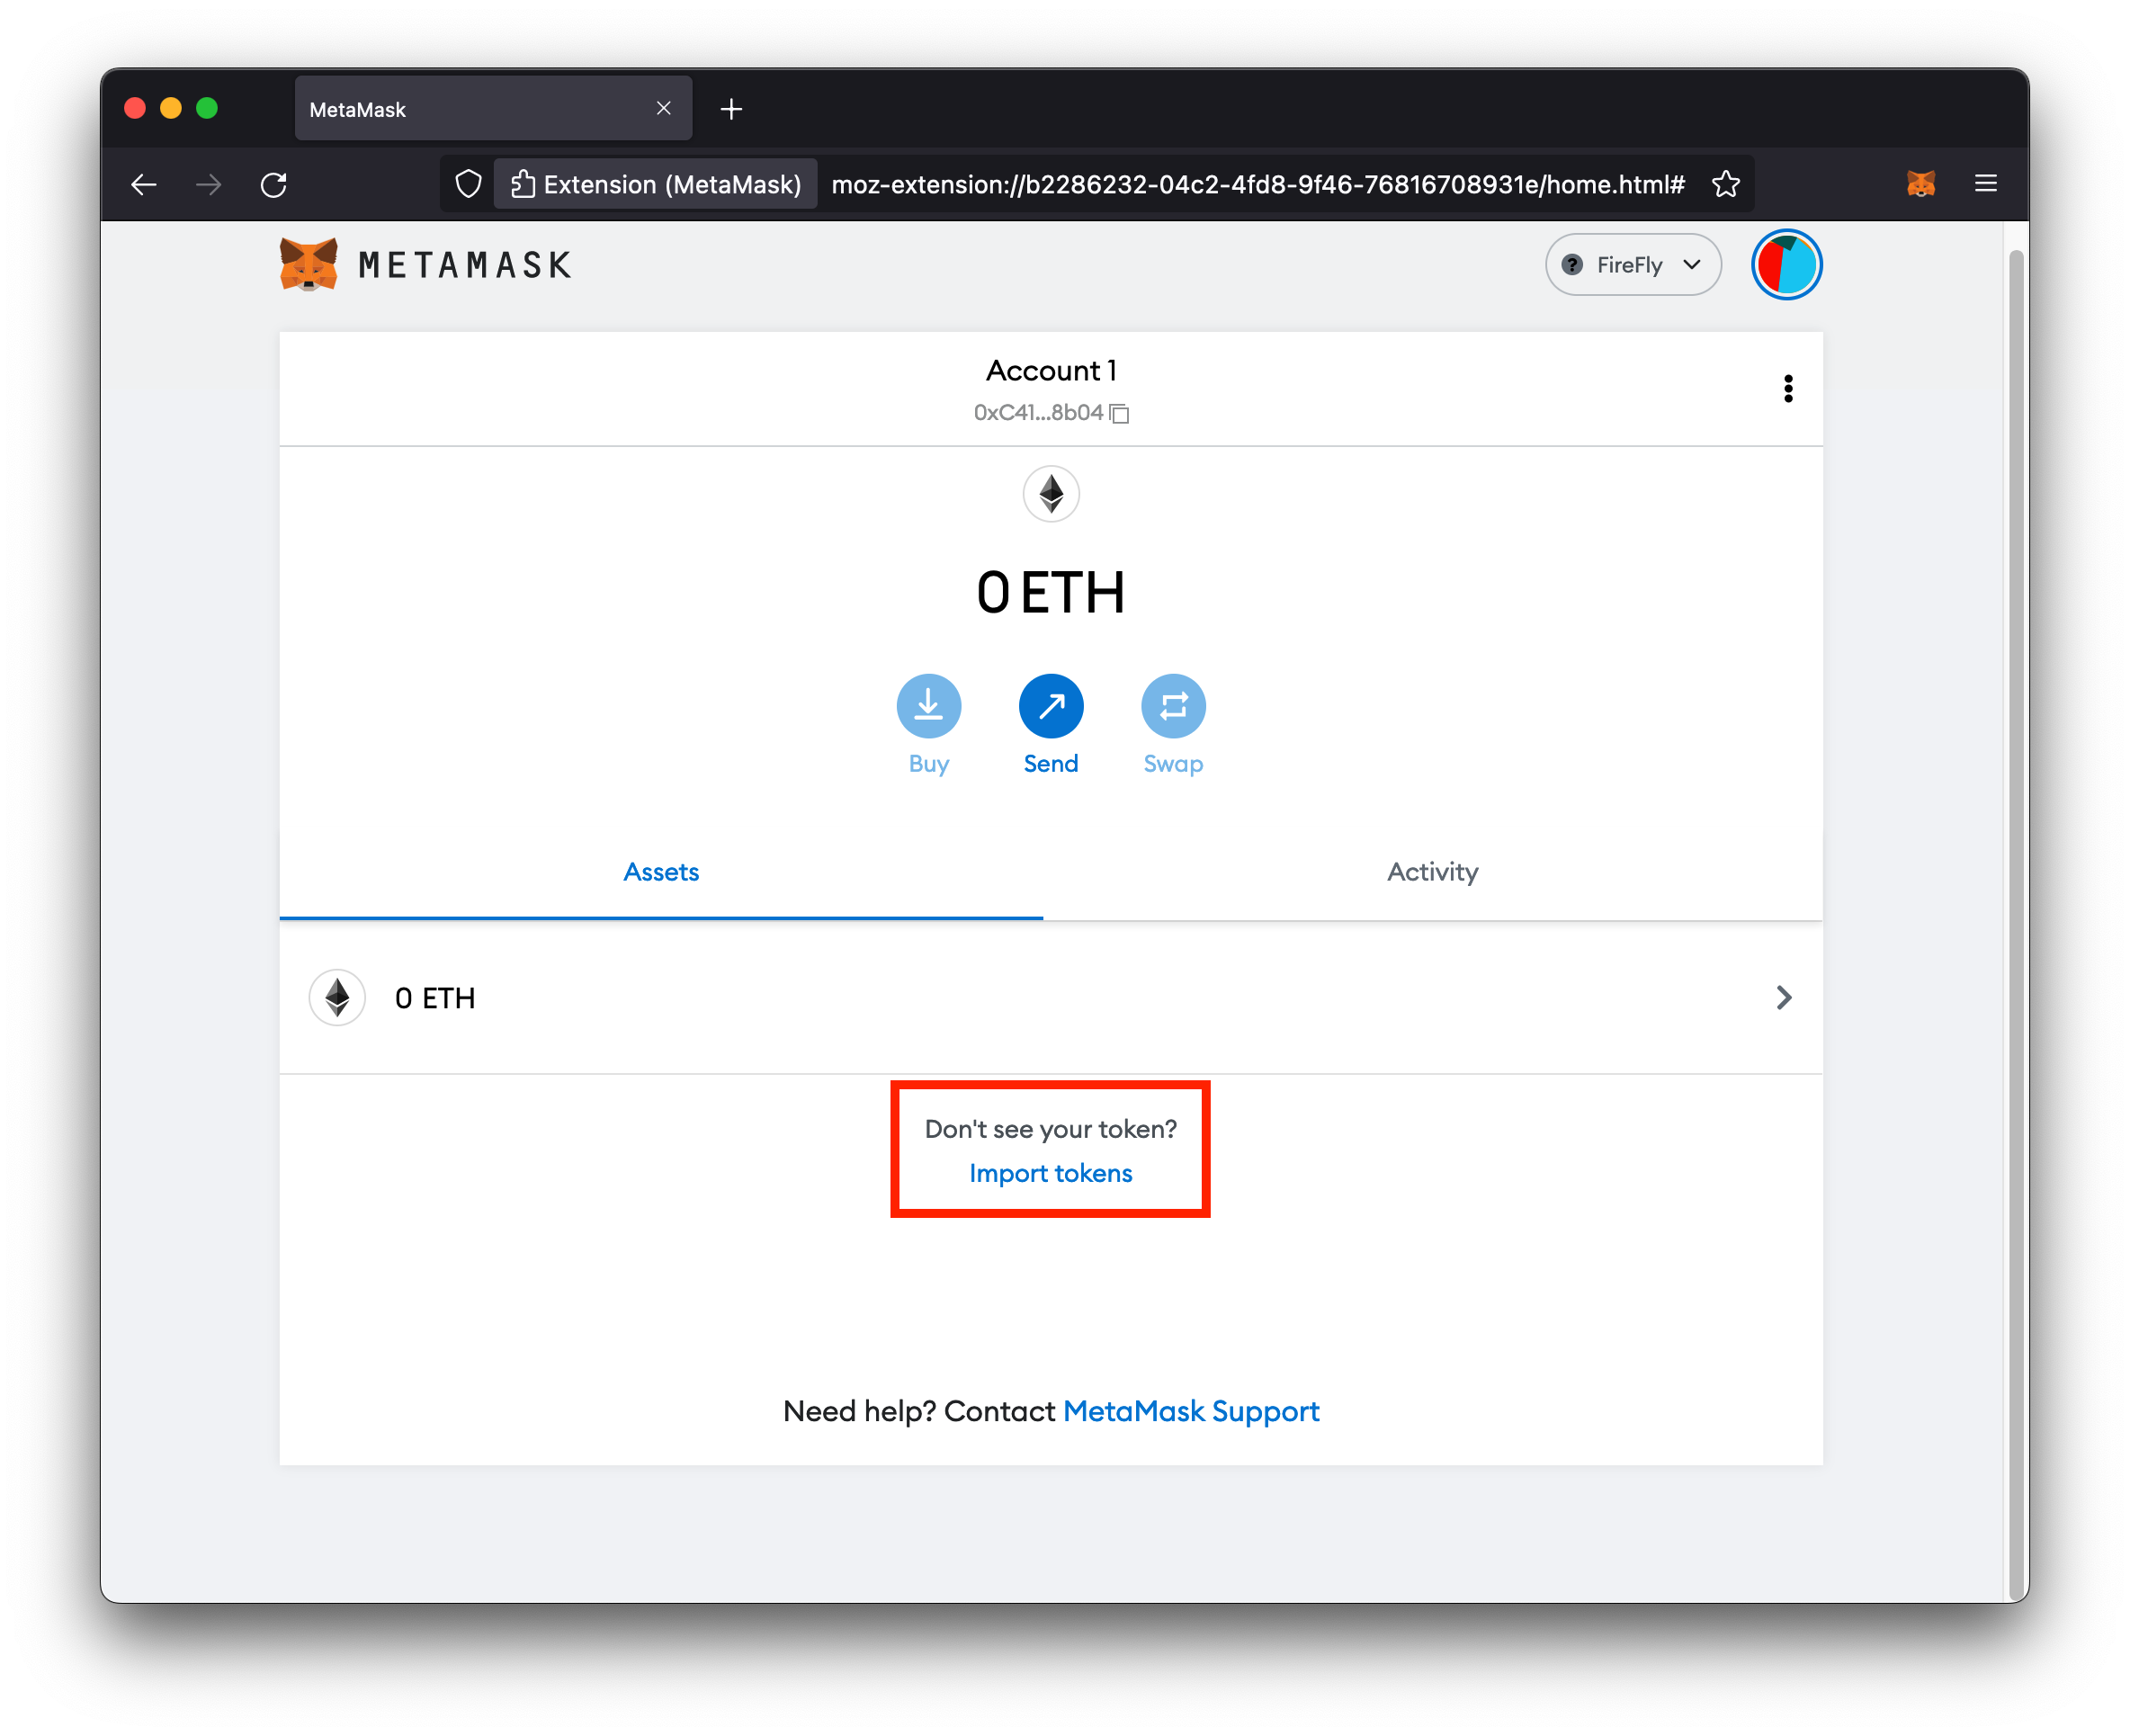 MetaMask
Extension (MetaMask) moz-extension://b2286232-04c2-4fd8-9f46-76816708931e/home.html#
METAMASK
? FireFly
Account 1
0xC41...8b04
0 ETH
Buy Send Swap
Assets Activity
0 ETH
Don't see your token?
Import tokens
Need help? Contact MetaMask Support